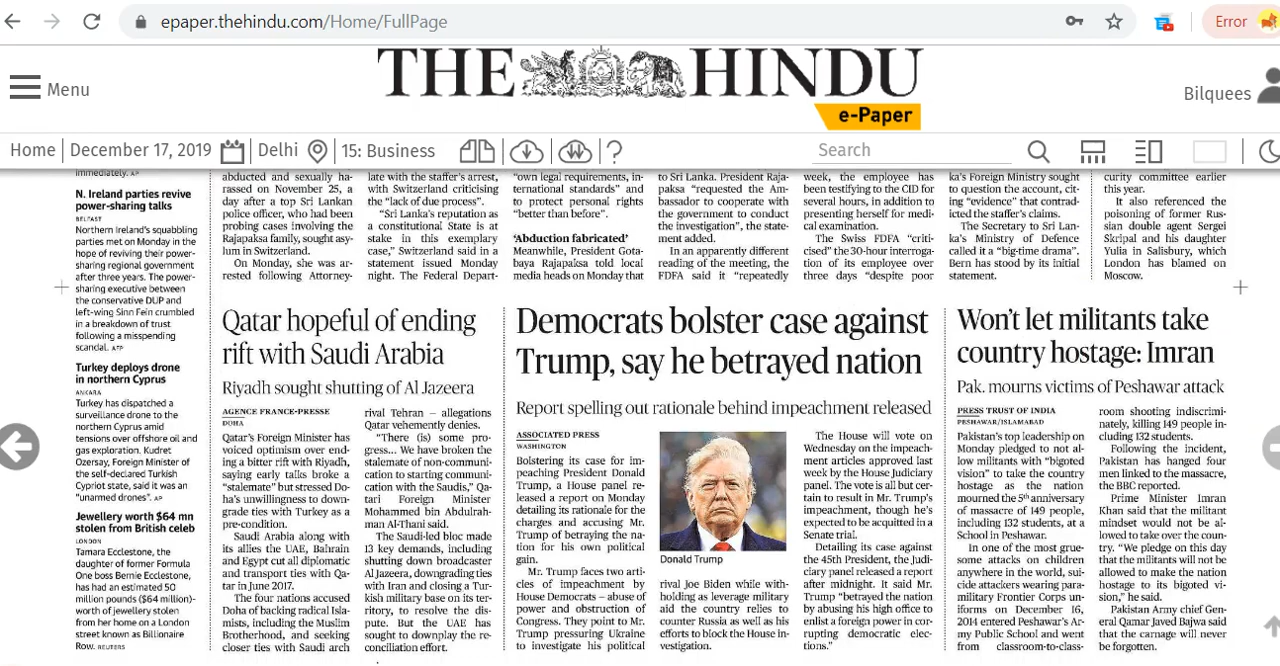 epaper.thehindu.com/Home/FullPage
Error
Menu
THE HINDU
e-Paper
Bilquees
Home
December 17, 2019
Delhi
15: Business
?
Search
immediately. AP
N. Ireland parties revive
power-sharing talks
BELFAST
Northern Ireland's squabbling
parties met on Monday in the
hope of reviving their power-
sharing regional government
after three years. The power-
sharing executive between
the conservative DUP and
left-wing Sinn Fein crumbled
in a breakdown of trust
following a misspending
scandal. AFP
Turkey deploys drone
in northern Cyprus
ANKARA
Turkey has dispatched a
surveillance drone to the
northern Cyprus amid
tensions over offshore oil and
gas exploration. Kudret
Ozersay, Foreign Minister of
the self-declared Turkish
Cypriot state, said it was an
"unarmed drones". AP
Jewellery worth $64 mn
stolen from British celeb
LONDON
Tamara Ecclestone, the
daughter of former Formula
One boss Bernie Ecclestone,
has had an estimated 50
million pounds ($64 million)-
worth of jewellery stolen
from her home on a London
street known as Billionaire
Row. REUTERS
abducted and sexually ha-
rassed on November 25, a
day after a top Sri Lankan
police officer, who had been
probing cases involving the
Rajapaksa family, sought asy-
lum in Switzerland.
On Monday, she was ar-
rested following Attorney-
late with the staffer's arrest,
with Switzerland criticising
the "lack of due process".
"Sri Lanka's reputation as
a constitutional State is at
stake in this exemplary
case," Switzerland said in a
statement issued Monday
night. The Federal Depart-
"own legal requirements, in-
ternational standards" and
to protect personal rights
"better than before".
'Abduction fabricated'
Meanwhile, President Gota-
baya Rajapaksa told local
media heads on Monday that
to Sri Lanka. President Raja-
paksa "requested the Am-
bassador to cooperate with
the government to conduct
the investigation", the state-
ment added.
In an apparently different
reading of the meeting, the
FDFA said it "repeatedly
week, the employee has
been testifying to the CID for
several hours, in addition to
presenting herself for medi-
cal examination.
The Swiss FDFA "criti-
cised" the 30-hour interroga-
tion of its employee over
three days "despite poor
ka's Foreign Ministry sought
to question the account, cit-
ing "evidence" that contrad-
icted the staffer's claims.
The Secretary to Sri Lan-
ka's Ministry of Defence
called it a "big-time drama".
Bern has stood by its initial
statement.
curity committee earlier
this year.
It also referenced the
poisoning of former Rus-
sian double agent Sergei
Skripal and his daughter
Yulia in Salisbury, which
London has blamed on
Moscow.
Qatar hopeful of ending
rift with Saudi Arabia
Riyadh sought shutting of Al Jazeera
AGENCE FRANCE-PRESSE
DOHA
Qatar's Foreign Minister has
voiced optimism over end-
ing a bitter rift with Riyadh,
saying early talks broke a
"stalemate" but stressed Do-
ha's unwillingness to down-
grade ties with Turkey as a
pre-condition.
Saudi Arabia along with
its allies the UAE, Bahrain
and Egypt cut all diplomatic
and transport ties with Qa-
tar in June 2017.
The four nations accused
Doha of backing radical Isla-
mists, including the Muslim
Brotherhood, and seeking
closer ties with Saudi arch
rival Tehran – allegations
Qatar vehemently denies.
"There (is) some pro-
gress... We have broken the
stalemate of non-communi-
cation to starting communi-
cation with the Saudis," Qa-
tari Foreign Minister
Mohammed bin Abdulrah-
man Al-Thani said.
The Saudi-led bloc made
13 key demands, including
shutting down broadcaster
Al Jazeera, downgrading ties
with Iran and closing a Tur-
kish military base on its ter-
ritory, to resolve the dis-
pute. But the UAE has
sought to downplay the re-
conciliation effort.
Democrats bolster case against
Trump, say he betrayed nation
Report spelling out rationale behind impeachment released
ASSOCIATED PRESS
WASHINGTON
Bolstering its case for im-
peaching President Donald
Trump, a House panel re-
leased a report on Monday
detailing its rationale for the
charges and accusing Mr.
Trump of betraying the na-
tion for his own political
gain.
Mr. Trump faces two arti-
cles of impeachment by
House Democrats – abuse of
power and obstruction of
Congress. They point to Mr.
Trump pressuring Ukraine
to investigate his political
Donald Trump
rival Joe Biden while with-
holding as leverage military
aid the country relies to
counter Russia as well as his
efforts to block the House in-
vestigation.
The House will vote on
Wednesday on the impeach-
ment articles approved last
week by the House Judiciary
panel. The vote is all but cer-
tain to result in Mr. Trump's
impeachment, though he's
expected to be acquitted in a
Senate trial.
Detailing its case against
the 45th President, the Judi-
ciary panel released a report
after midnight. It said Mr.
Trump "betrayed the nation
by abusing his high office to
enlist a foreign power in cor-
rupting democratic elec-
tions."
Won't let militants take
country hostage: Imran
Pak. mourns victims of Peshawar attack
PRESS TRUST OF INDIA
PESHAWAR/ISLAMABAD
Pakistan's top leadership on
Monday pledged to not al-
low militants with "bigoted
vision" to take the country
hostage as the nation
mourned the 5th anniversary
of massacre of 149 people,
including 132 students, at a
School in Peshawar.
In one of the most grue-
some attacks on children
anywhere in the world, sui-
cide attackers wearing para-
military Frontier Corps un-
iforms on December 16,
2014 entered Peshawar's Ar-
my Public School and went
from classroom-to-class-
room shooting indiscrimi-
nately, killing 149 people in-
cluding 132 students.
Following the incident,
Pakistan has hanged four
men linked to the massacre,
the BBC reported.
Prime Minister Imran
Khan said that the militant
mindset would not be al-
lowed to take over the coun-
try. "We pledge on this day
that the militants will not be
allowed to make the nation
hostage to its bigoted vi-
sion," he said.
Pakistan Army chief Gen-
eral Qamar Javed Bajwa said
that the carnage will never
be forgotten.